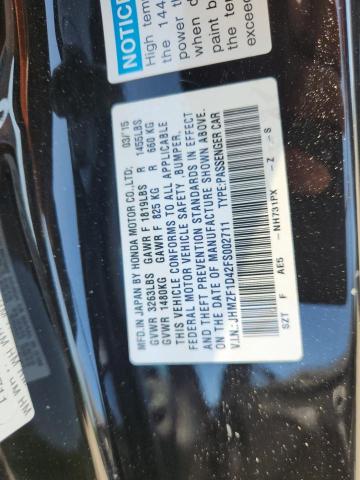 NOTICE
High tem
the 144
power th
when d
paint b
the tem
exceed
MFD.IN JAPAN BY HONDA MOTOR CO.,LTD. 03/15
GVWR 3263LBS GAWR F 1819LBS R 1455LBS
GVWR 1480KG GAWR F 825 KG R 660 KG
THIS VEHICLE CONFORMS TO ALL APPLICABLE
FEDERAL MOTOR VEHICLE SAFETY ,BUMPER,
AND THEFT PREVENTION STANDARDS IN EFFECT
ON THE DATE OF MANUFACTURE SHOWN ABOVE.
V.I.N.:JHMZF1D42FS002711 TYPE:PASSENGER CAR
SZT F AE5 -NH731PX - Z - S